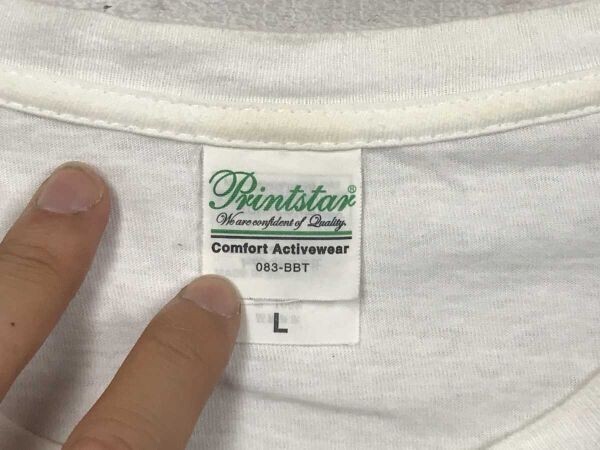 Printstar®
We are confident of Quality.
Comfort Activewear
083-BBT
L